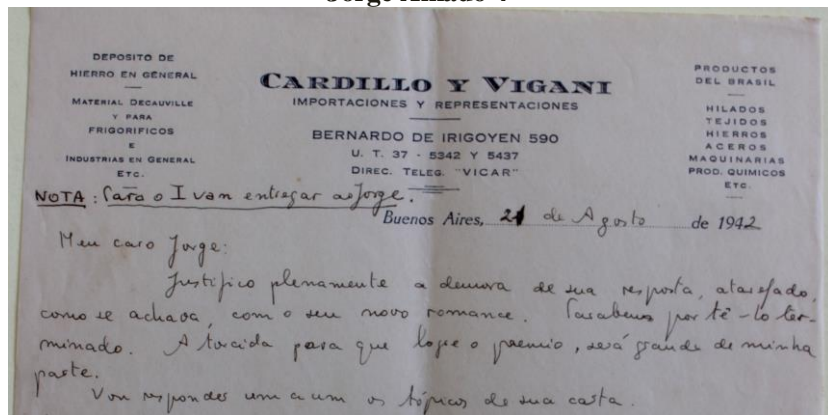 Jorge Amado
DEPOSITO DE
HIERRO EN GENERAL
MATERIAL DECAUVILLE
Y PARA
FRIGORIFICOS
E
INDUSTRIAS EN GENERAL
ETC.
CARDILLO Y VIGANI
IMPORTACIONES Y REPRESENTACIONES
BERNARDO DE IRIGOYEN 590
U. T. 37 - 5342 Y 5437
DIREC. TELEG. "VICAR"
PRODUCTOS
DEL BRASIL
HILADOS
TEJIDOS
HIERROS
ACEROS
MAQUINARIAS
PROD. QUIMICOS
ETC.
NOTA: Para o Ivan entregar ao Jorge.
Buenos Aires, 21 de Agosto de 1942
Meu caro Jorge:
Justifico plenamente a demora de sua resposta, atarefado,
como se achava, com o seu novo romance. Parabens por tê-lo ter-
minado. A torcida para que logre o premio, será grande de minha
parte.
Vou responder um a um os tópicos de sua carta.